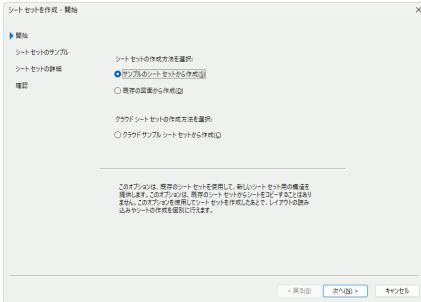 シート セットを作成 - 開始
開始
シート セットのサンプル
シート セットの詳細
確認
シート セットの作成方法を選択:
サンプルのシート セットから作成(S)
既存の図面から作成(D)
クラウド シート セットの作成方法を選択:
クラウド サンプル シート セットから作成(C)
このオプションは、既存のシート セットを使用して、新しいシート セット用の構造を
提供します。このオプションは、既存のシート セットからシートをコピーすることはあり
ません。このオプションを使用してシート セットを作成したあとで、レイアウトの読み
込みやシートの作成を個別に行えます。
< 戻る(B)
次へ(N) >
キャンセル